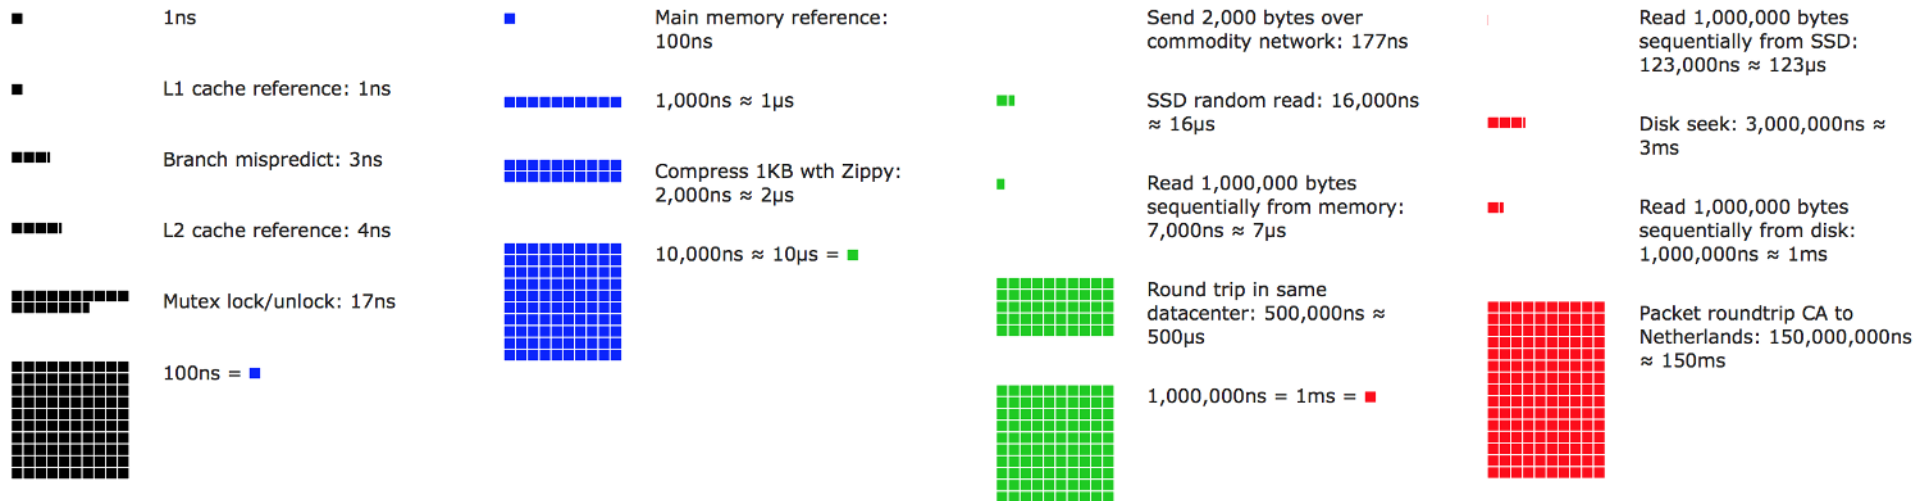 1ns
L1 cache reference: 1ns
Branch mispredict: 3ns
L2 cache reference: 4ns
Mutex lock/unlock: 17ns
100ns =
Main memory reference:
100ns
1,000ns ≈ 1μs
Compress 1KB wth Zippy:
2,000ns ≈ 2μs
10,000ns ≈ 10μs =
Send 2,000 bytes over
commodity network: 177ns
SSD random read: 16,000ns
≈ 16μs
Read 1,000,000 bytes
sequentially from memory:
7,000ns ≈ 7μs
Round trip in same
datacenter: 500,000ns ≈
500μs
1,000,000ns = 1ms =
Read 1,000,000 bytes
sequentially from SSD:
123,000ns ≈ 123μs
Disk seek: 3,000,000ns ≈
3ms
Read 1,000,000 bytes
sequentially from disk:
1,000,000ns ≈ 1ms
Packet roundtrip CA to
Netherlands: 150,000,000ns
≈ 150ms